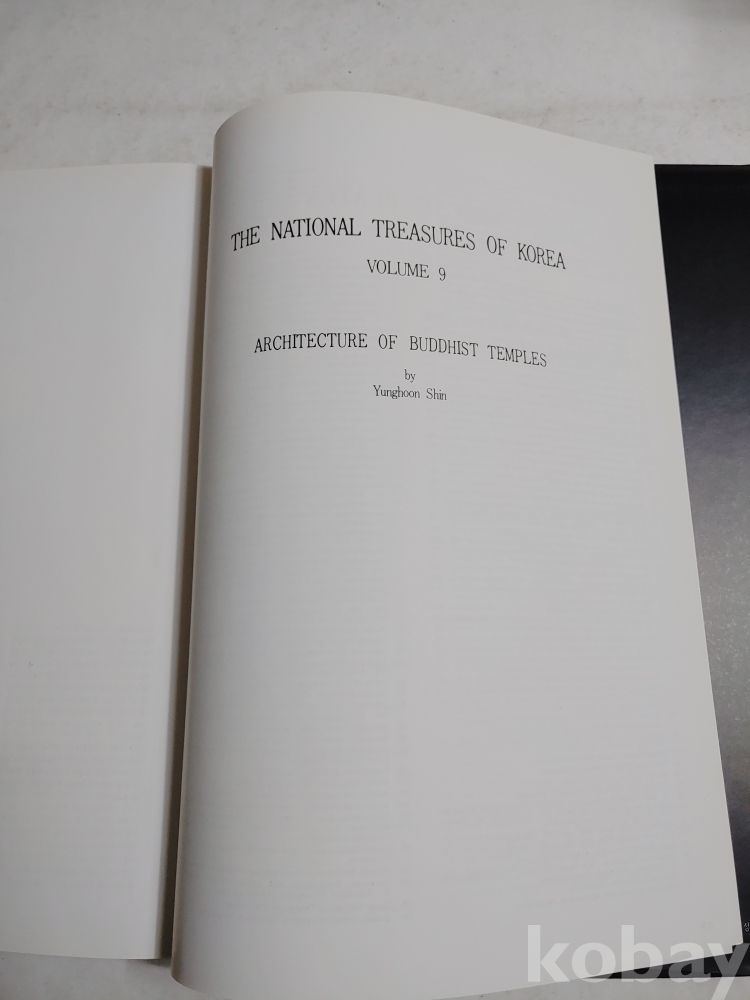 THE NATIONAL TREASURES OF KOREA
VOLUME 9
ARCHITECTURE OF BUDDHIST TEMPLES
by
Yunghoon Shin
kobay